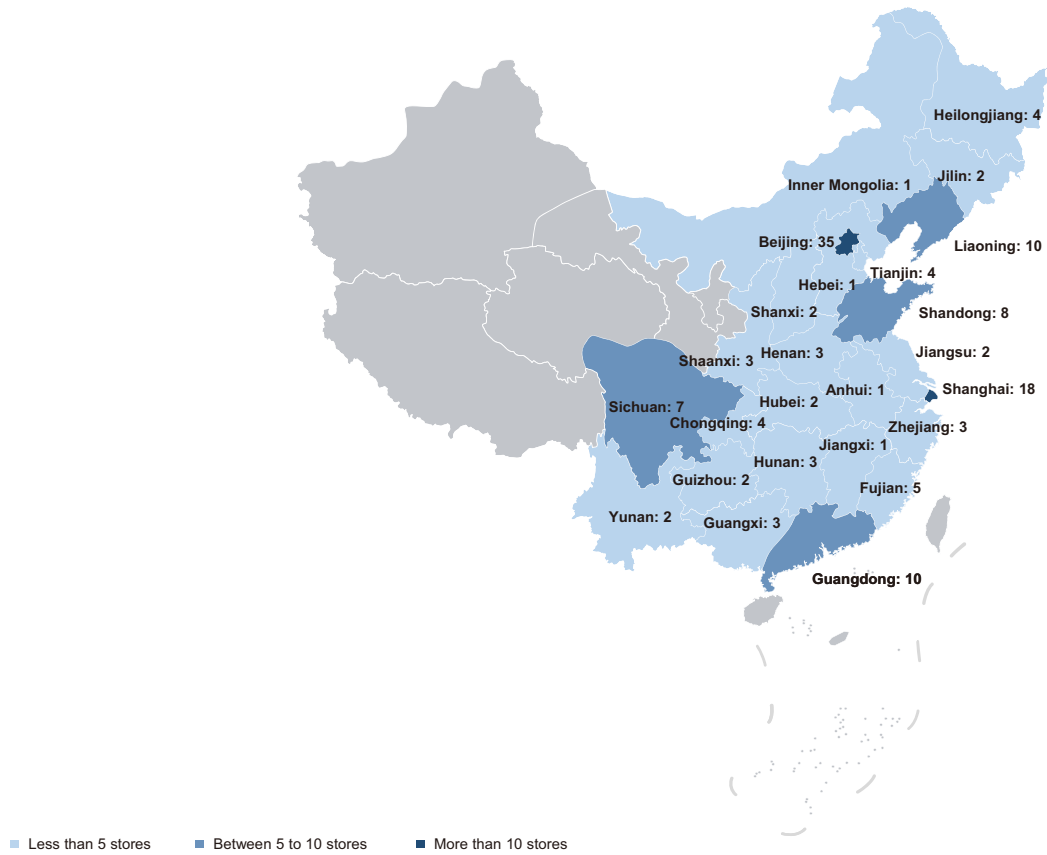 Heilongjiang: 4
Jilin: 2
Inner Mongolia: 1
Beijing: 35
Liaoning: 10
Tianjin: 4
Hebei: 1
Shanxi: 2
Shandong: 8
Shaanxi: 3
Henan: 3
Jiangsu: 2
Anhui: 1
Shanghai: 18
Sichuan: 7
Hubei: 2
Chongqing: 4
Zhejiang: 3
Jiangxi: 1
Hunan: 3
Guizhou: 2
Fujian: 5
Yunan: 2
Guangxi: 3
Guangdong: 10
Less than 5 stores
Between 5 to 10 stores
More than 10 stores